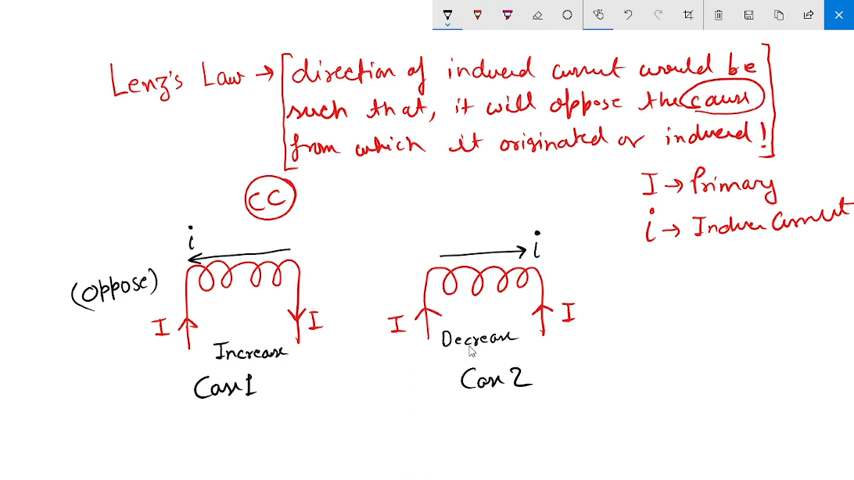 Lenz's Law → [direction of induced current would be
such that, it will oppose the cause
from which it originated or induced!]
CC
I → Primary
i → Induce Current
i
i
(oppose)
I
I
I
I
Increase
Decrease
Case 1
Case 2